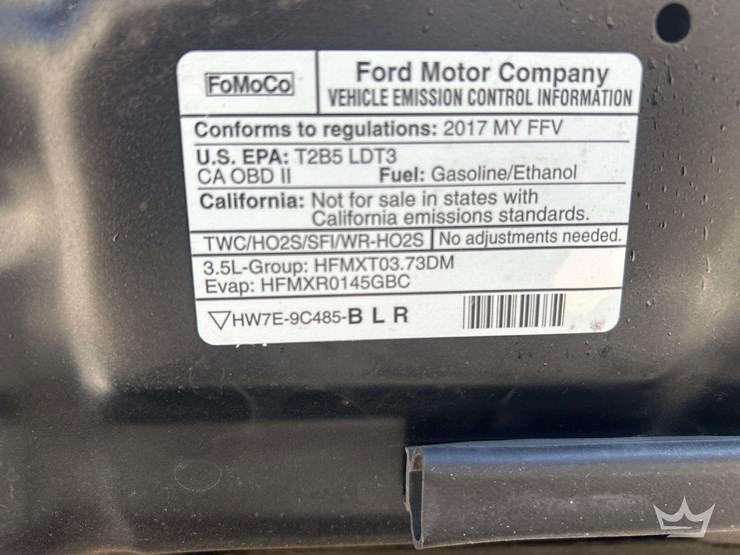 FoMoCo
Ford Motor Company
VEHICLE EMISSION CONTROL INFORMATION
Conforms to regulations: 2017 MY FFV
U.S. EPA: T2B5 LDT3
CA OBD II Fuel: Gasoline/Ethanol
California: Not for sale in states with
California emissions standards.
TWC/HO2S/SFI/WR-HO2S No adjustments needed.
3.5L-Group: HFMXT03.73DM
Evap: HFMXR0145GBC
HW7E-9C485-B L R